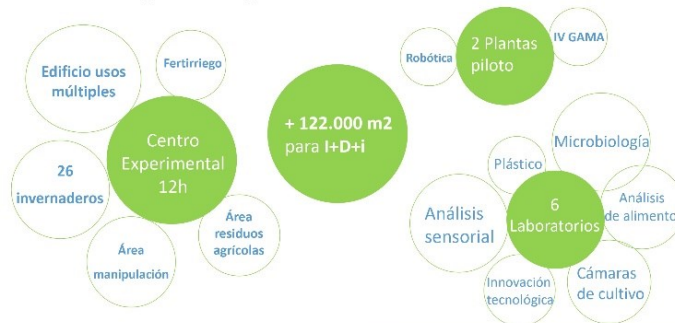 Edificio usos
múltiples
Fertirriego
Centro
Experimental
12h
26
invernaderos
Área
manipulación
Área
residuos
agrícolas
+ 122.000 m2
para I+D+i
Robótica
2 Plantas
piloto
IV GAMA
Microbiología
Plástico
Análisis
sensorial
6
Laboratorios
Análisis
de alimento
Innovación
tecnológica
Cámaras
de cultivo